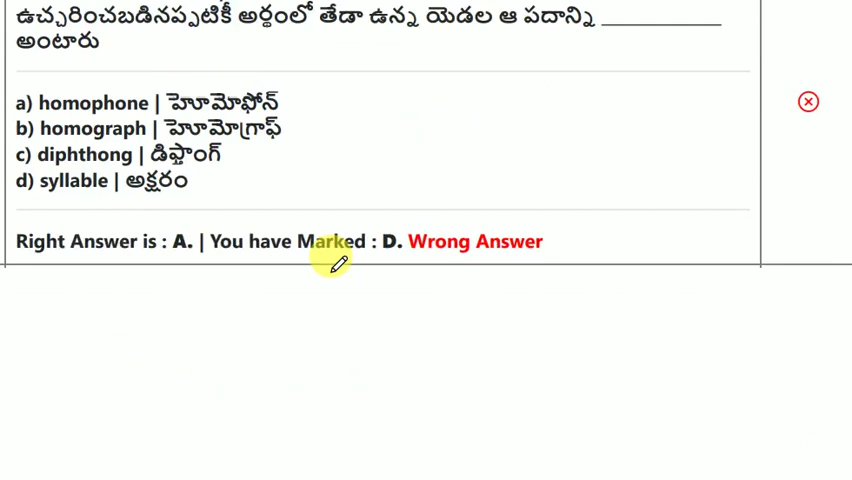 ఉచ్చరించబడినప్పటికీ అర్థంలో తేడా ఉన్న యెడల ఆ పదాన్ని ____________
అంటారు
a) homophone | హెూమోఫోన్
b) homograph | హెూమోగ్రాఫ్
c) diphthong | డిఫ్తాంగ్
d) syllable | అక్షరం
Right Answer is : A. | You have Marked : D. Wrong Answer